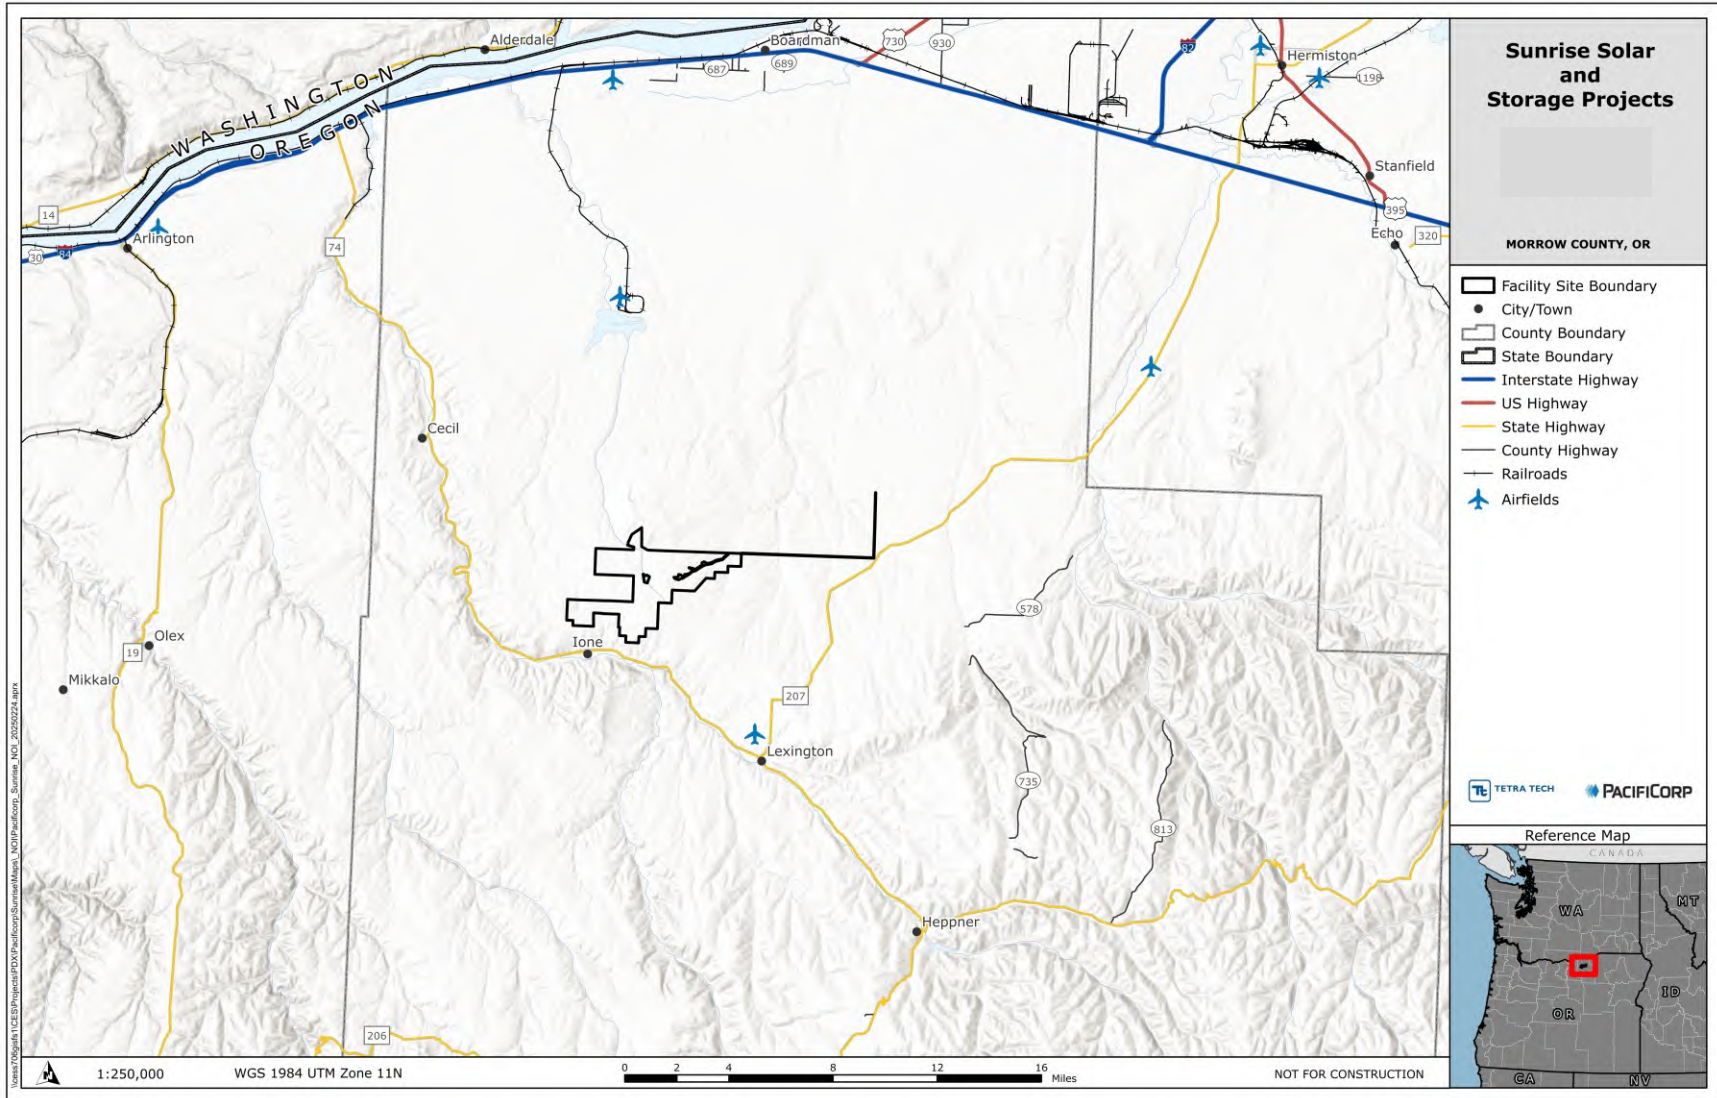 Sunrise Solar
and
Storage Projects
MORROW COUNTY, OR
Facility Site Boundary
City/Town
County Boundary
State Boundary
Interstate Highway
US Highway
State Highway
County Highway
Railroads
Airfields
TETRA TECH
PACIFICORP
Reference Map
CANADA
WA
MT
OR
ID
CA
NV
Alderdale
Boardman
730
930
82
Hermiston
687
689
1198
WASHINGTON
OREGON
Stanfield
14
395
Arlington
74
Echo
320
30
84
Cecil
578
Ione
Olex
19
Mikkalo
207
Lexington
735
813
Heppner
206
1:250,000
WGS 1984 UTM Zone 11N
0 2 4 8 12 16
Miles
NOT FOR CONSTRUCTION